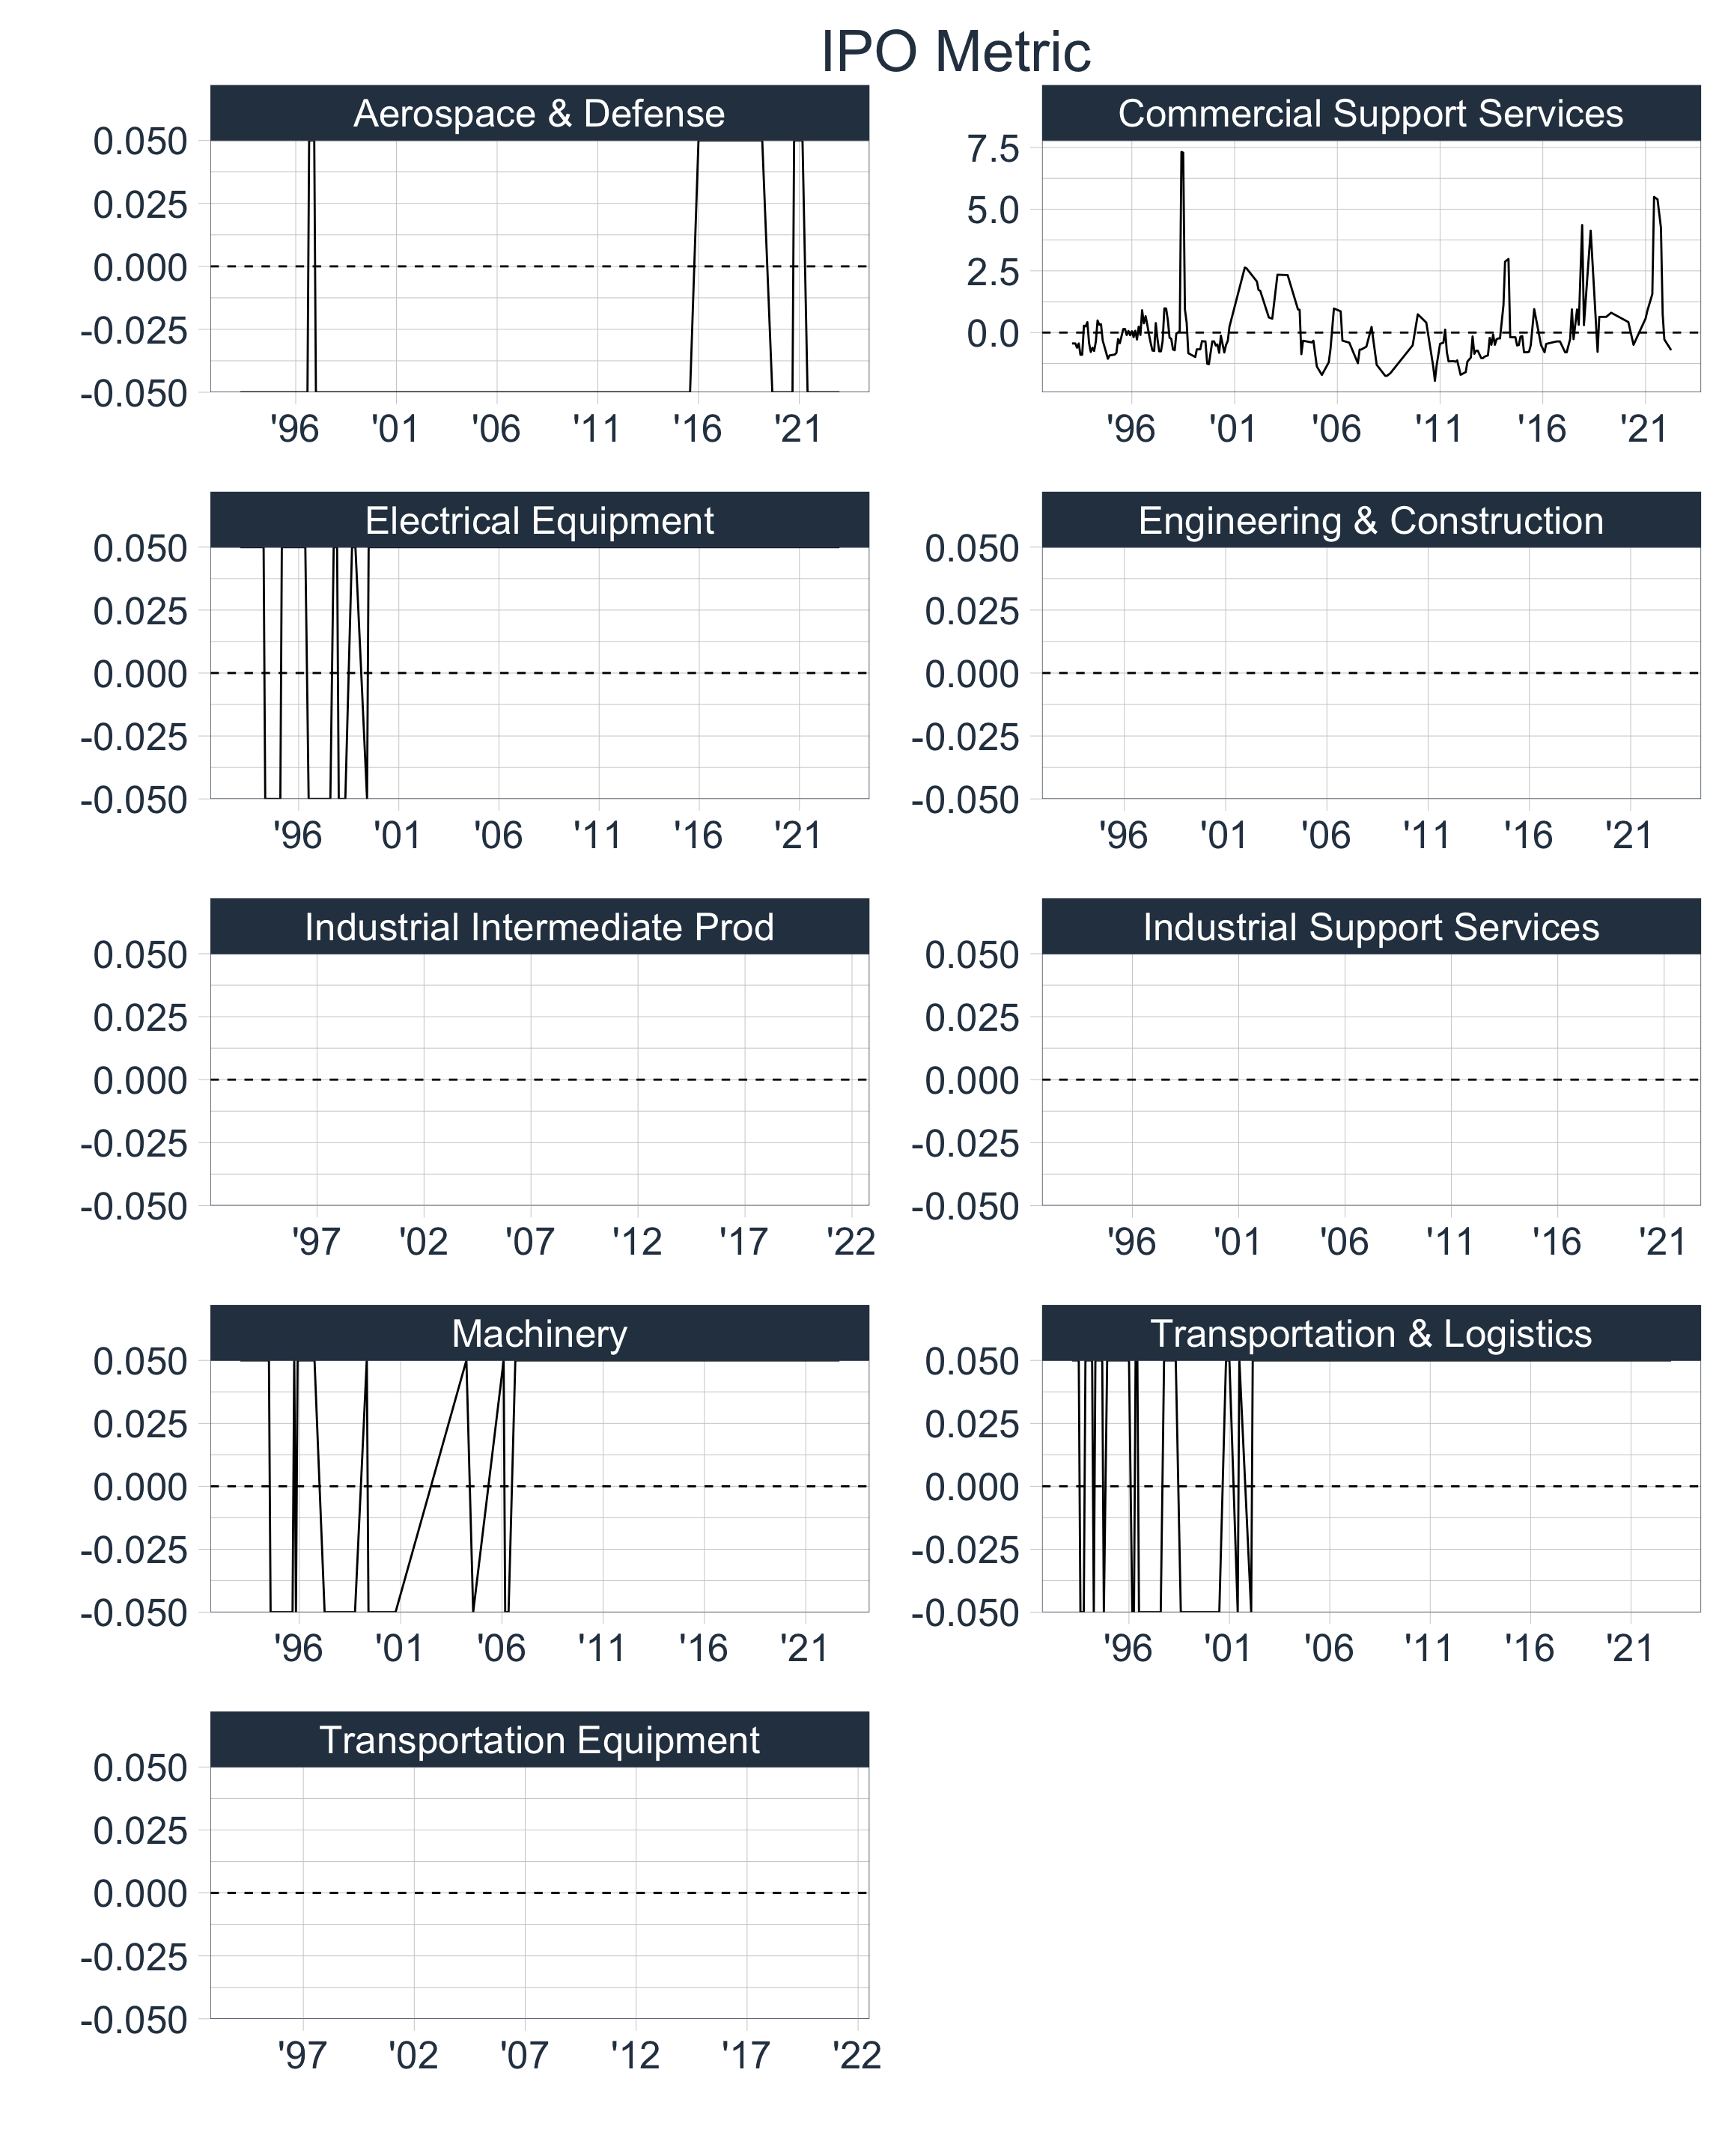 IPO Metric
Aerospace & Defense
0.050
0.025
0.000
-0.025
-0.050
'96 '01 '06 '11 '16 '21
Commercial Support Services
7.5
5.0
2.5
0.0
'96 '01 '06 '11 '16 '21
Electrical Equipment
0.050
0.025
0.000
-0.025
-0.050
'96 '01 '06 '11 '16 '21
Engineering & Construction
0.050
0.025
0.000
-0.025
-0.050
'96 '01 '06 '11 '16 '21
Industrial Intermediate Prod
0.050
0.025
0.000
-0.025
-0.050
'97 '02 '07 '12 '17 '22
Industrial Support Services
0.050
0.025
0.000
-0.025
-0.050
'96 '01 '06 '11 '16 '21
Machinery
0.050
0.025
0.000
-0.025
-0.050
'96 '01 '06 '11 '16 '21
Transportation & Logistics
0.050
0.025
0.000
-0.025
-0.050
'96 '01 '06 '11 '16 '21
Transportation Equipment
0.050
0.025
0.000
-0.025
-0.050
'97 '02 '07 '12 '17 '22